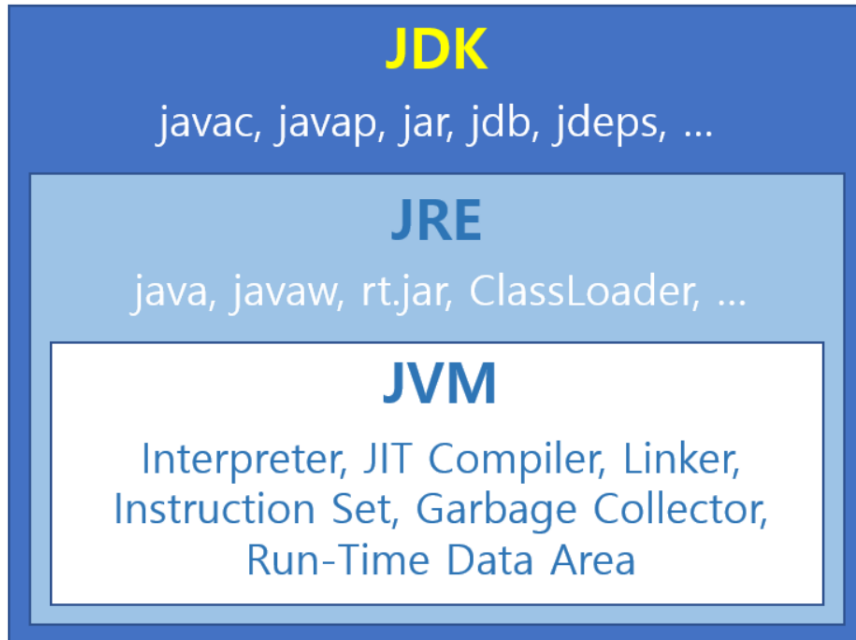 JDK
javac, javap, jar, jdb, jdeps, ...
JRE
java, javaw, rt.jar, ClassLoader, ...
JVM
Interpreter, JIT Compiler, Linker,
Instruction Set, Garbage Collector,
Run-Time Data Area